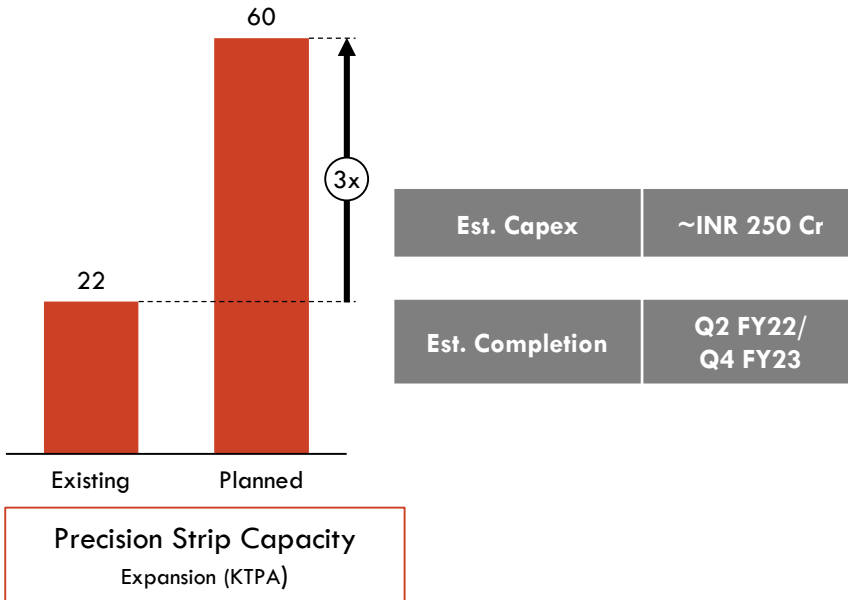 60
3x
22
Existing
Planned
Precision Strip Capacity
Expansion (KTPA)
Est. Capex
~INR 250 Cr
Est. Completion
Q2 FY22/
Q4 FY23